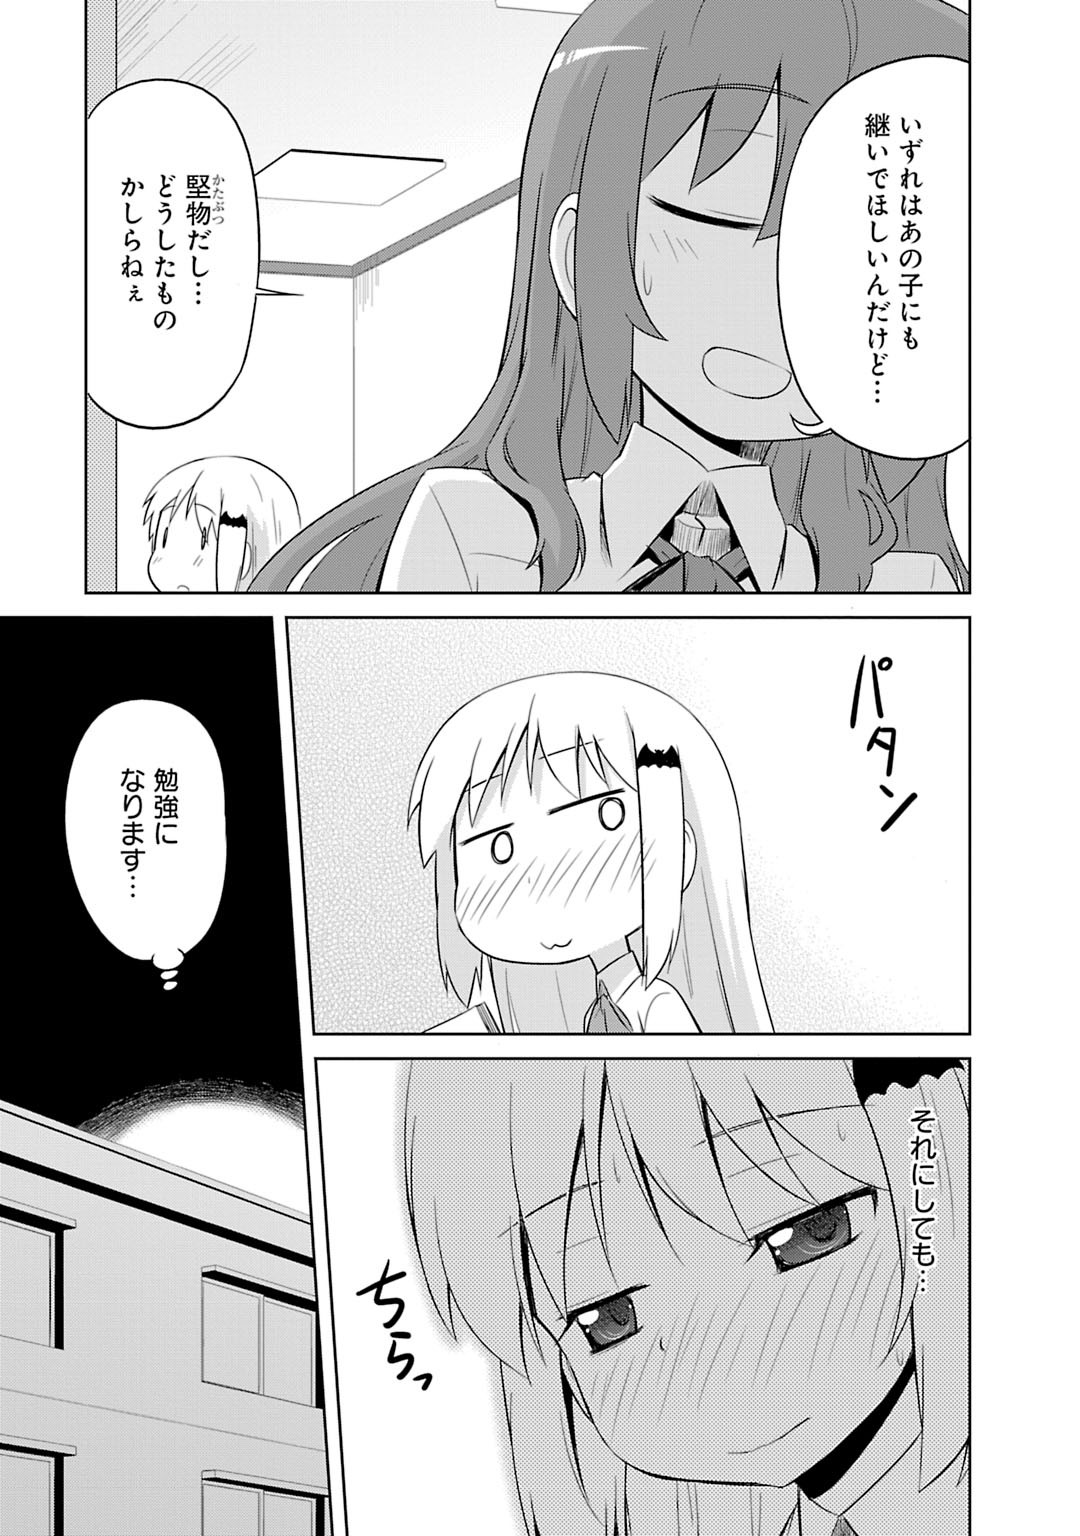 いずれはあの子にも
継いでほしいんだけど…
堅物だし…
かたぶつ
どうしたもの
かしらねぇ
パタン
勉強に
なります…
それにしても…
ちらっ